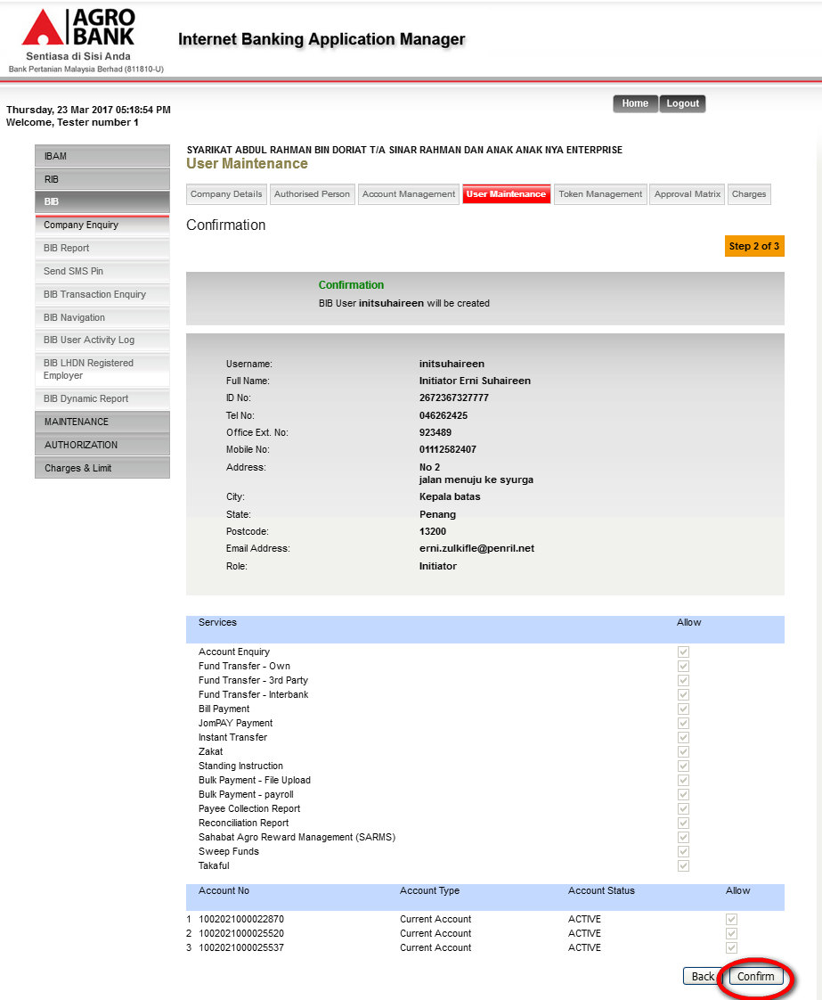 AGRO
BANK
Sentiasa di Sisi Anda
Bank Pertanian Malaysia Berhad (811810-U)
Internet Banking Application Manager
Thursday, 23 Mar 2017 05:18:54 PM
Welcome, Tester number 1
Home Logout
IBAM
RIB
BIB
Company Enquiry
BIB Report
Send SMS Pin
BIB Transaction Enquiry
BIB Navigation
BIB User Activity Log
BIB LHDN Registered
Employer
BIB Dynamic Report
MAINTENANCE
AUTHORIZATION
Charges & Limit
SYARIKAT ABDUL RAHMAN BIN DORIAT T/A SINAR RAHMAN DAN ANAK ANAK NYA ENTERPRISE
User Maintenance
Company Details Authorised Person Account Management User Maintenance Token Management Approval Matrix Charges
Confirmation
Step 2 of 3
Confirmation
BIB User initsuhaireen will be created
Username: initsuhaireen
Full Name: Initiator Erni Suhaireen
ID No: 2672367327777
Tel No: 046262425
Office Ext. No: 923489
Mobile No: 01112582407
Address: No 2
jalan menuju ke syurga
City: Kepala batas
State: Penang
Postcode: 13200
Email Address: erni.zulkifle@penril.net
Role: Initiator
Services Allow
Account Enquiry
Fund Transfer - Own
Fund Transfer - 3rd Party
Fund Transfer - Interbank
Bill Payment
JomPAY Payment
Instant Transfer
Zakat
Standing Instruction
Bulk Payment - File Upload
Bulk Payment - payroll
Payee Collection Report
Reconciliation Report
Sahabat Agro Reward Management (SARMS)
Sweep Funds
Takaful
Account No Account Type Account Status Allow
1 1002021000022870 Current Account ACTIVE
2 1002021000025520 Current Account ACTIVE
3 1002021000025537 Current Account ACTIVE
Back Confirm